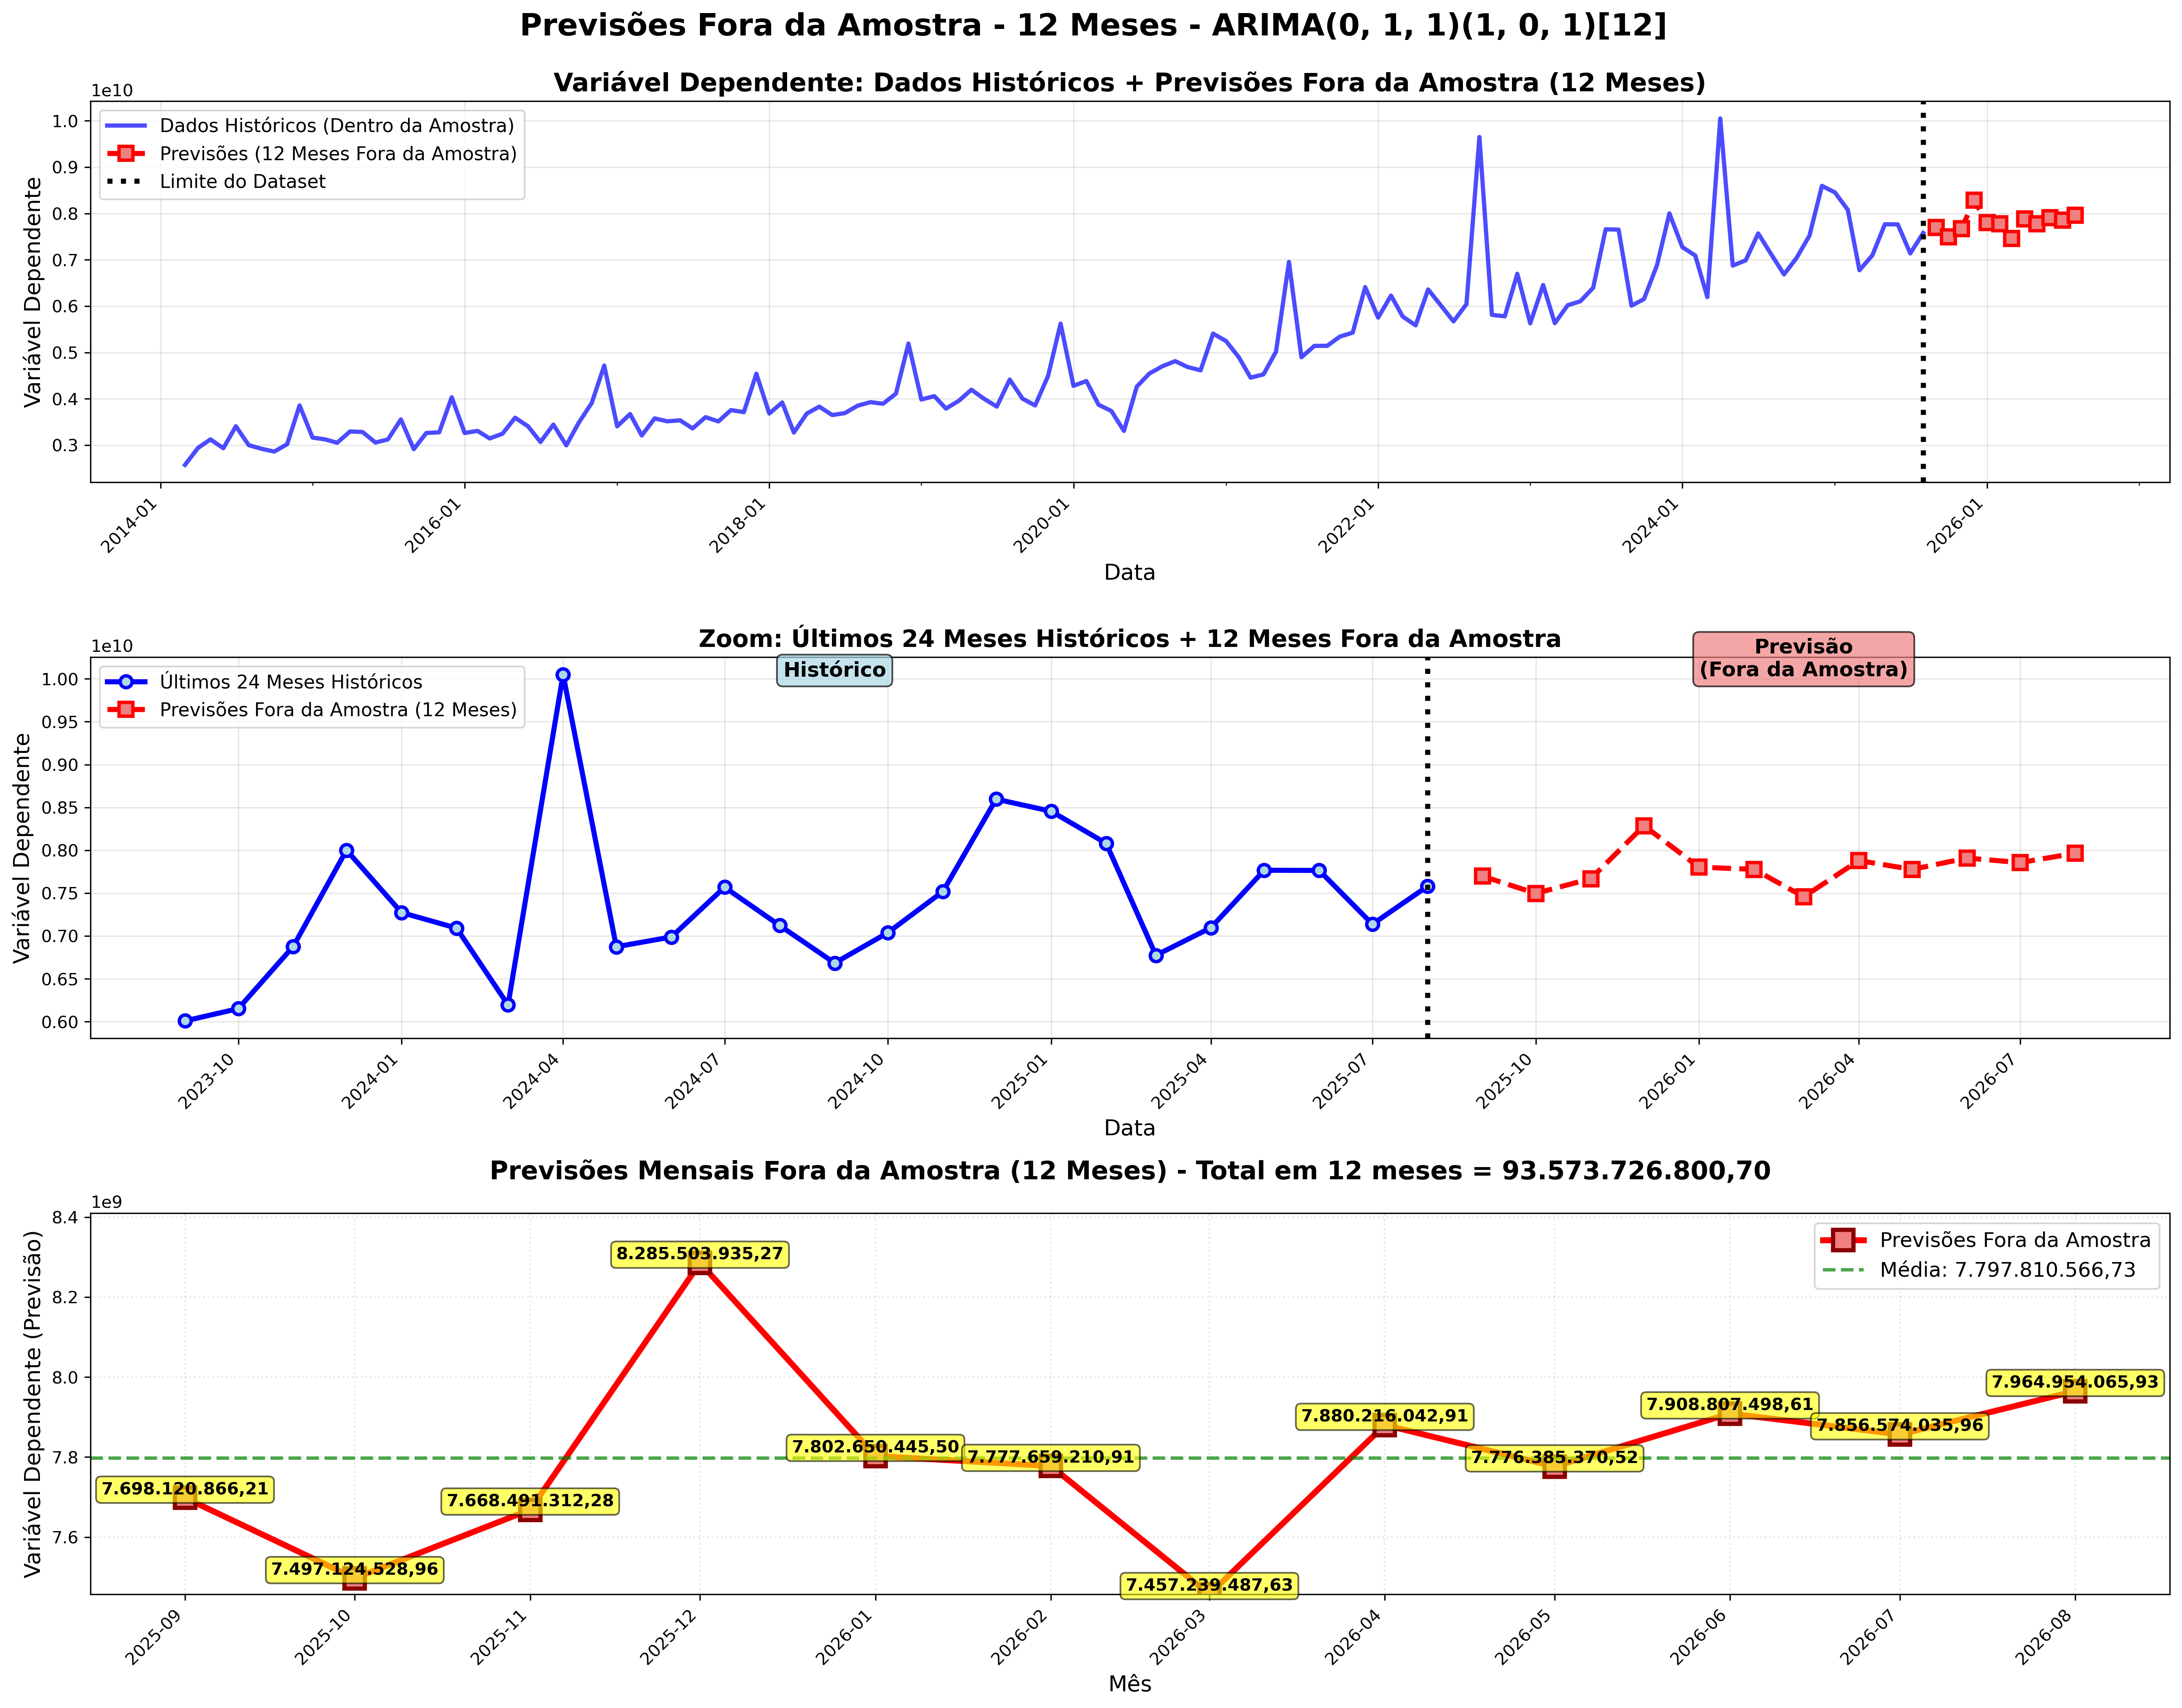 Previsões Fora da Amostra - 12 Meses - ARIMA(0, 1, 1)(1, 0, 1)[12]
Variável Dependente: Dados Históricos + Previsões Fora da Amostra (12 Meses)
1e10
Dados Históricos (Dentro da Amostra)
Previsões (12 Meses Fora da Amostra)
Limite do Dataset
Variável Dependente
1.0
0.9
0.8
0.7
0.6
0.5
0.4
0.3
2014-01
2016-01
2018-01
2020-01
2022-01
2024-01
2026-01
Data
Zoom: Últimos 24 Meses Históricos + 12 Meses Fora da Amostra
1e10
Últimos 24 Meses Históricos
Previsões Fora da Amostra (12 Meses)
Histórico
Previsão
(Fora da Amostra)
Variável Dependente
1.00
0.95
0.90
0.85
0.80
0.75
0.70
0.65
0.60
2023-10
2024-01
2024-04
2024-07
2024-10
2025-01
2025-04
2025-07
2025-10
2026-01
2026-04
2026-07
Data
Previsões Mensais Fora da Amostra (12 Meses) - Total em 12 meses = 93.573.726.800,70
1e9
Previsões Fora da Amostra
Média: 7.797.810.566,73
Variável Dependente (Previsão)
8.4
8.2
8.0
7.8
7.6
7.698.120.866,21
7.497.124.528,96
7.668.491.312,28
8.285.503.935,27
7.802.650.445,50
7.777.659.210,91
7.457.239.487,63
7.880.216.042,91
7.776.385.370,52
7.908.807.498,61
7.856.574.035,96
7.964.954.065,93
2025-09
2025-10
2025-11
2025-12
2026-01
2026-02
2026-03
2026-04
2026-05
2026-06
2026-07
2026-08
Mês